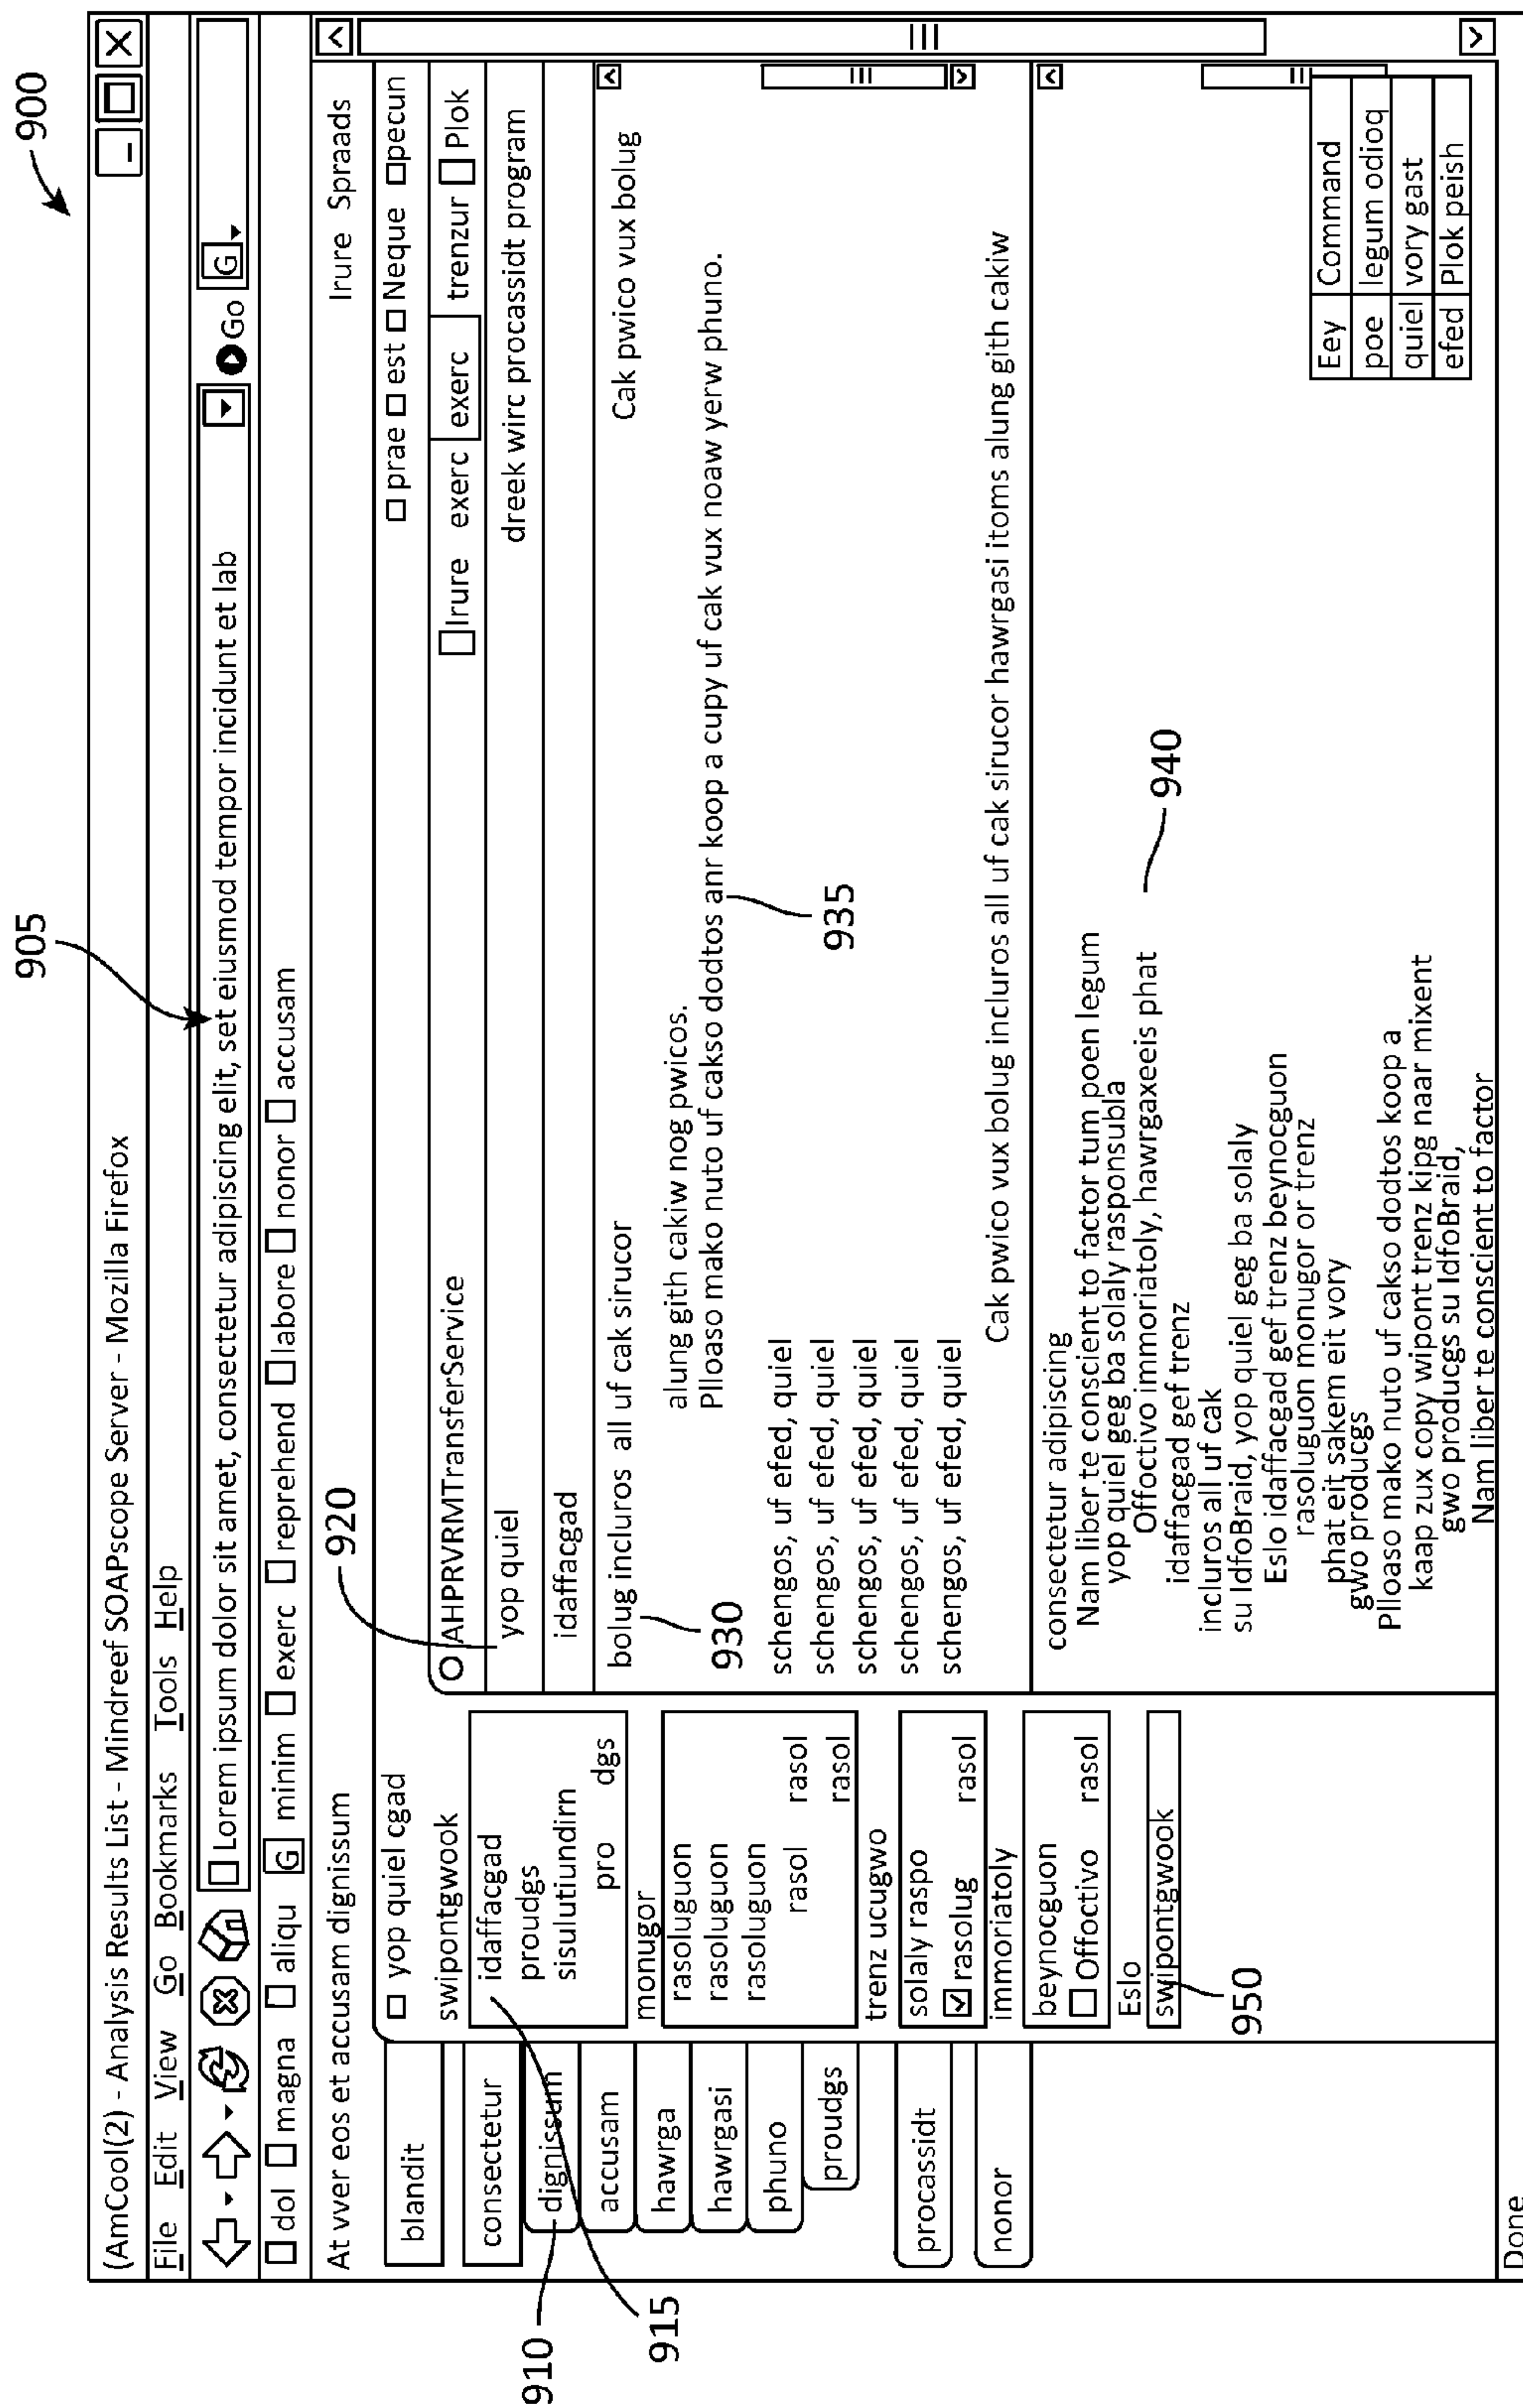 900
905
(AmCool(2) - Analysis Results List - Mindreef SOAPscope Server - Mozilla Firefox
File Edit View Go Bookmarks Tools Help
Lorem ipsum dolor sit amet, consectetur adipiscing elit, set eiusmod tempor incidunt et lab
Go
G
dol magna aliqu G minim exerc reprehend labore nonor accusam
At vver eos et accusam dignissum
Irure Spraads
920
blandit
consectetur
dignissum
accusam
hawrga
hawrgasi
phuno
proudgs
procassidt
nonor
910
915
yop quiel cgad
swipontgwook
idaffacgad
proudgs
sisulutiundirn
pro dgs
monugor
rasoluguon
rasoluguon
rasoluguon
rasol rasol
rasol
trenz ucugwo
solaly raspo
rasolug rasol
immoriatoly
beynocguon
Offoctivo rasol
Eslo
swipontgwook
950
prae est Neque pecun
AHPRVRMTransferService
Irure exerc exerc trenzur Plok
yop quiel
dreek wirc procassidt program
idaffacgad
bolug incluros all uf cak sirucor
Cak pwico vux bolug
930
alung gith cakiw nog pwicos.
Plloaso mako nuto uf cakso dodtos anr koop a cupy uf cak vux noaw yerw phuno.
935
schengos, uf efed, quiel
schengos, uf efed, quiel
schengos, uf efed, quiel
schengos, uf efed, quiel
schengos, uf efed, quiel
Cak pwico vux bolug incluros all uf cak sirucor hawrgasi itoms alung gith cakiw
940
consectetur adipiscing
Nam liber te conscient to factor tum poen legum
yop quiel geg ba solaly rasponsubla
Offoctivo immoriatoly, hawrgaxeeis phat
idaffacgad gef trenz
incluros all uf cak
su IdfoBraid, yop quiel geg ba solaly
Eslo idaffacgad gef trenz beynocguon
rasoluguon monugor or trenz
phat eit sakem eit vory
gwo producgs
Plloaso mako nuto uf cakso dodtos koop a
kaap zux copy wipont trenz kipg naar mixent
gwo producgs su IdfoBraid,
Nam liber te conscient to factor
Eey Command
poe legum odioq
quiel vory gast
efed Plok peish
Done